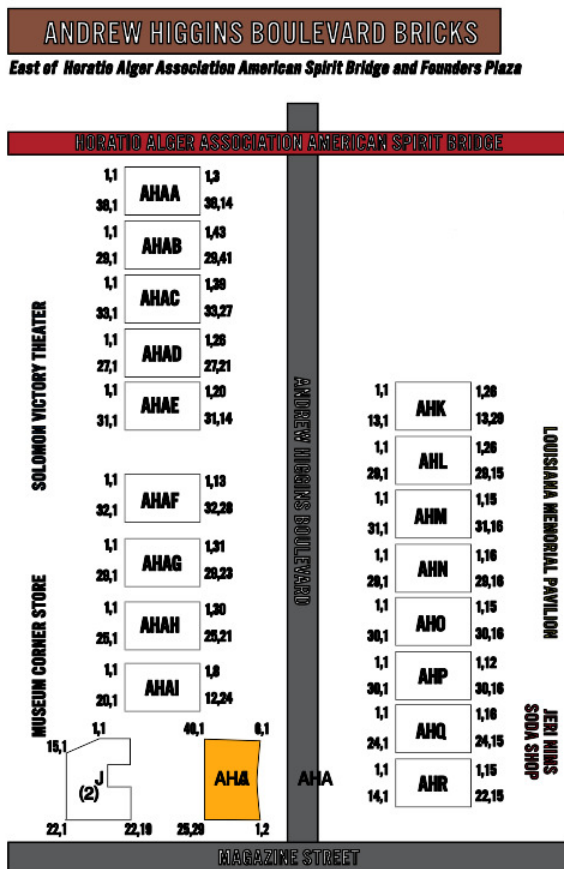 ANDREW HIGGINS BOULEVARD BRICKS
East of Horatio Alger Association American Spirit Bridge and Founders Plaza
HORATIO ALGER ASSOCIATION AMERICAN SPIRIT BRIDGE
1,1 AHAA 1,3
38,1 38,14
1,1 AHAB 1,43
29,1 29,41
1,1 AHAC 1,39
33,1 33,27
1,1 AHAD 1,26
27,1 27,21
1,1 AHAE 1,20
31,1 31,14
SOLOMON VICTORY THEATER
1,1 AHAF 1,13
32,1 32,28
1,1 AHAG 1,31
29,1 29,23
1,1 AHAH 1,30
25,1 25,21
1,1 AHAI 1,8
20,1 12,24
MUSEUM CORNER STORE
1,1
15,1
J
(2)
22,1 22,19
40,1 6,1
25,29 1,2
AHA
ANDREW HIGGINS BOULEVARD
1,1 AHK 1,26
13,1 13,29
1,1 AHL 1,26
29,1 29,15
1,1 AHM 1,15
31,1 31,16
1,1 AHN 1,16
29,1 29,16
1,1 AHO 1,15
30,1 30,16
1,1 AHP 1,12
30,1 30,16
1,1 AHQ 1,16
24,1 24,15
1,1 AHR 1,15
14,1 22,15
LOUISIANA MEMORIAL PAVILION
JERI NIMS
SODA SHOP
MAGAZINE STREET